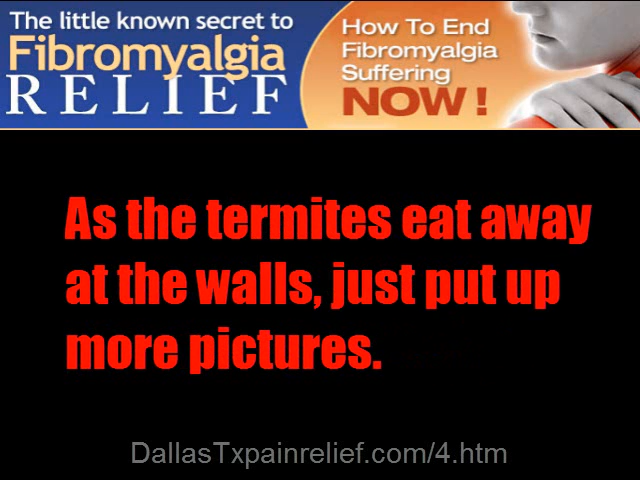 The little known secret to
Fibromyalgia
RELIEF
How To End
Fibromyalgia
Suffering
NOW!
As the termites eat away
at the walls, just put up
more pictures.
DallasTxpainrelief.com/4.htm